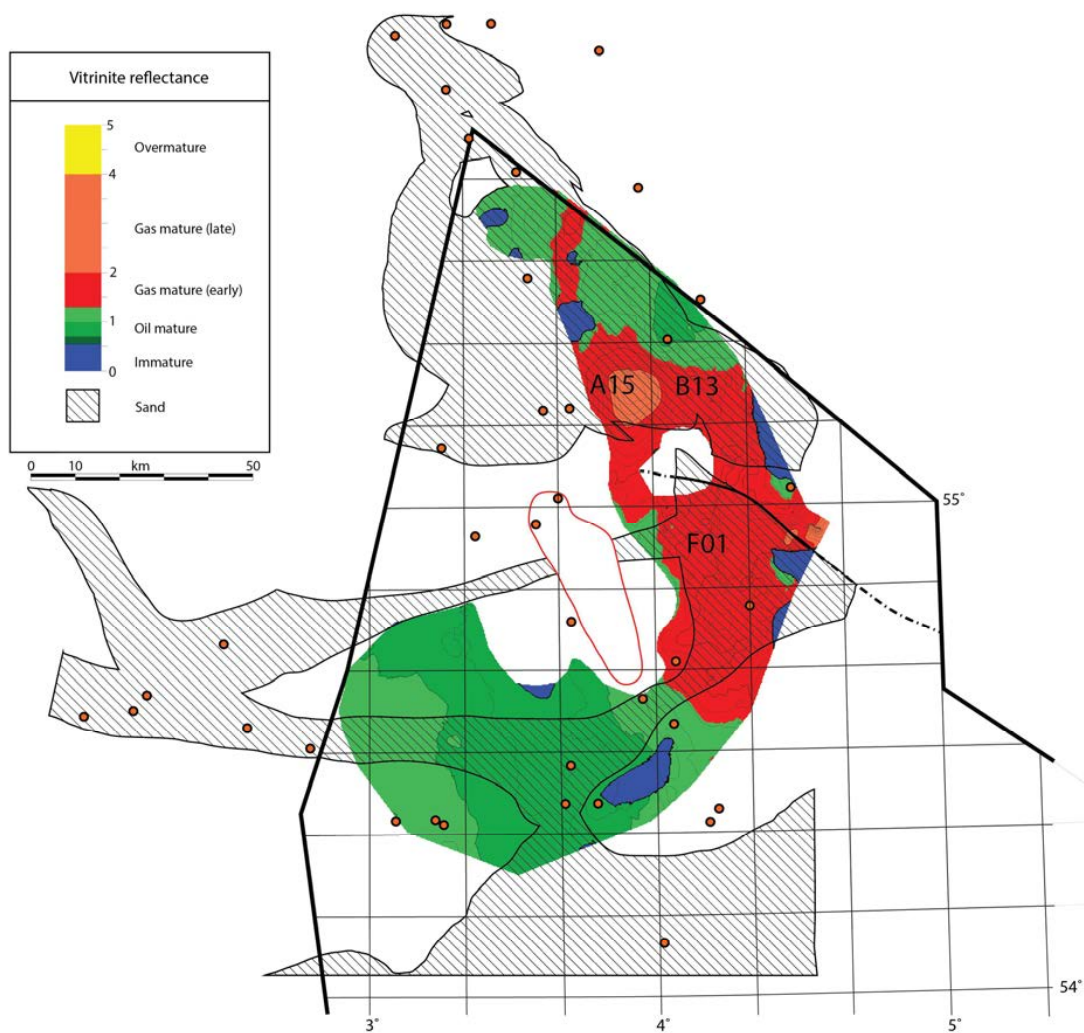 Vitrinite reflectance
5
Overmature
4
Gas mature (late)
2
Gas mature (early)
1
Oil mature
Immature
0
Sand
0 10 km 50
A15 B13
55°
F01
54°
3° 4° 5°